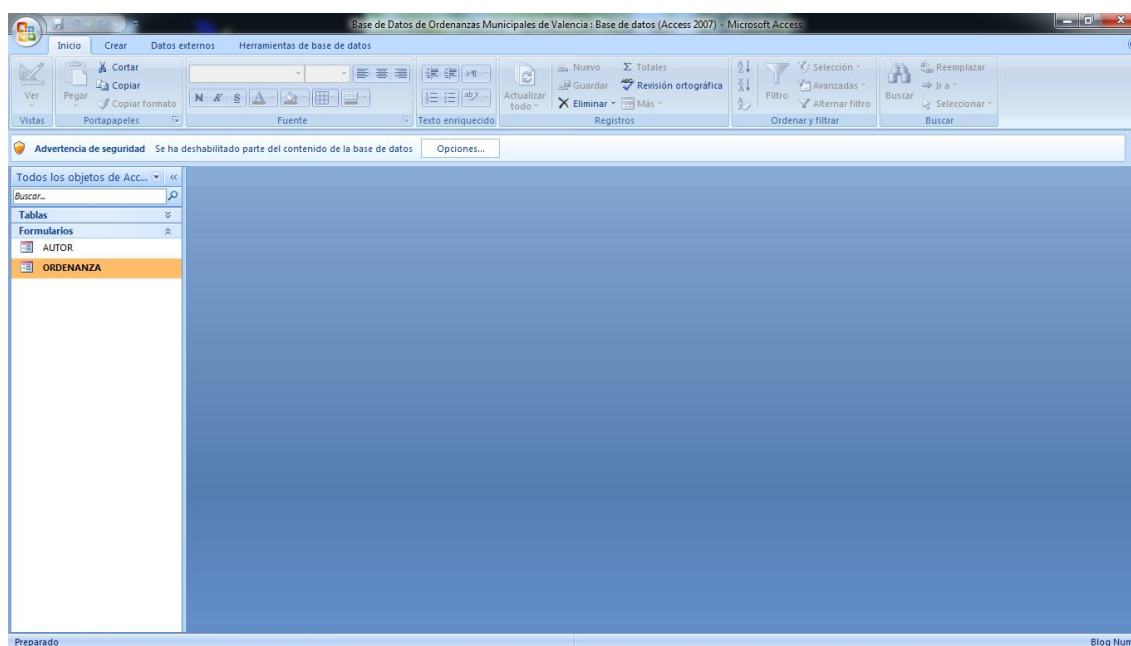 Base de Datos de Ordenanzas Municipales de Valencia : Base de datos (Access 2007) - Microsoft Access
Inicio Crear Datos externos Herramientas de base de datos
Ver
Vistas
Pegar
Cortar
Copiar
Copiar formato
Portapapeles
N K S A
Fuente
Texto enriquecido
Actualizar todo
Nuevo
Guardar
Eliminar
Totales
Revisión ortográfica
Más
Registros
Filtro
Selección
Avanzadas
Alternar filtro
Ordenar y filtrar
Buscar
Reemplazar
Ir a
Seleccionar
Buscar
Advertencia de seguridad Se ha deshabilitado parte del contenido de la base de datos Opciones...
Todos los objetos de Acc...
Buscar...
Tablas
Formularios
AUTOR
ORDENANZA
Preparado
Bloq Num